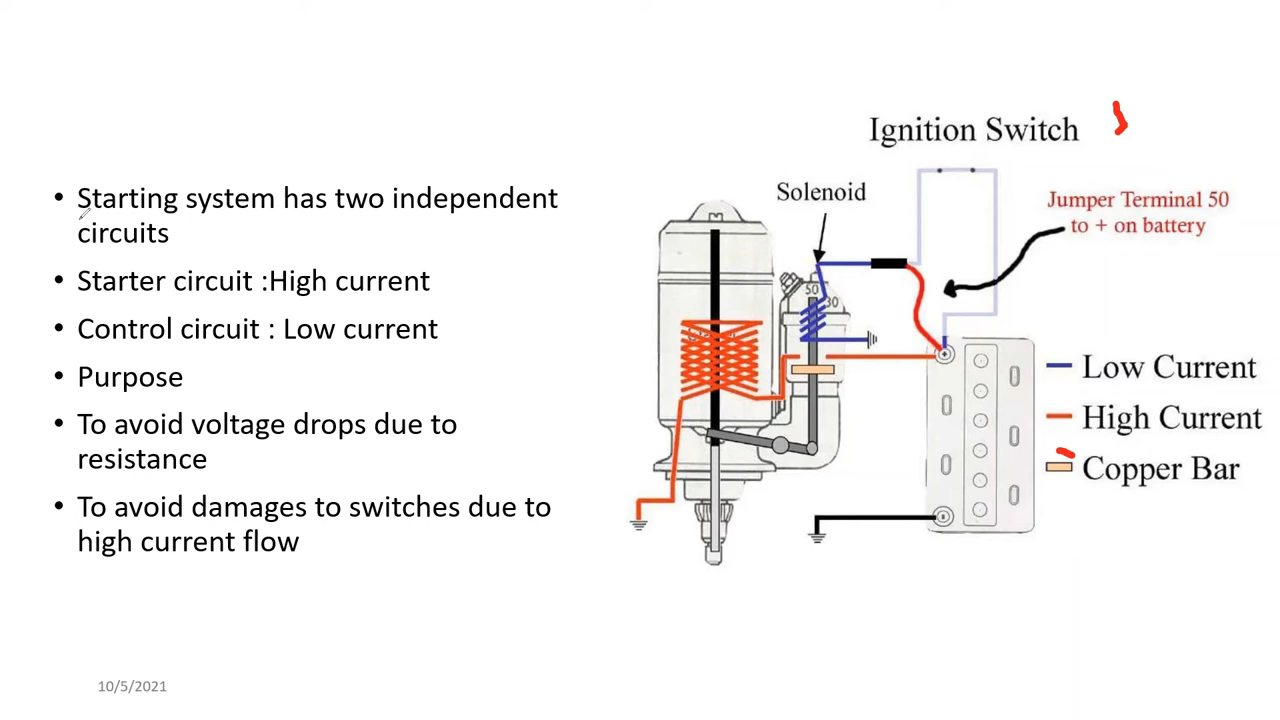 • Starting system has two independent
circuits
• Starter circuit :High current
• Control circuit : Low current
• Purpose
• To avoid voltage drops due to
resistance
• To avoid damages to switches due to
high current flow
Ignition Switch
Solenoid
Jumper Terminal 50
to + on battery
50
30
Low Current
High Current
Copper Bar
10/5/2021